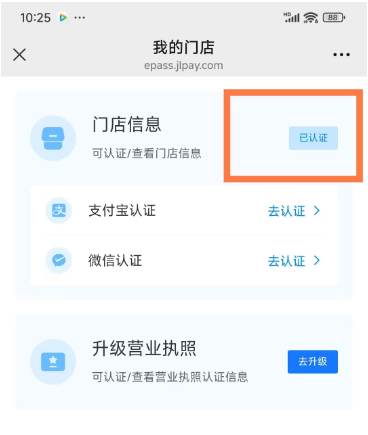 10:25
88
我的门店
epass.jlpay.com
门店信息
可认证/查看门店信息
已认证
支付宝认证
去认证
微信认证
去认证
升级营业执照
可认证/查看营业执照认证信息
去升级